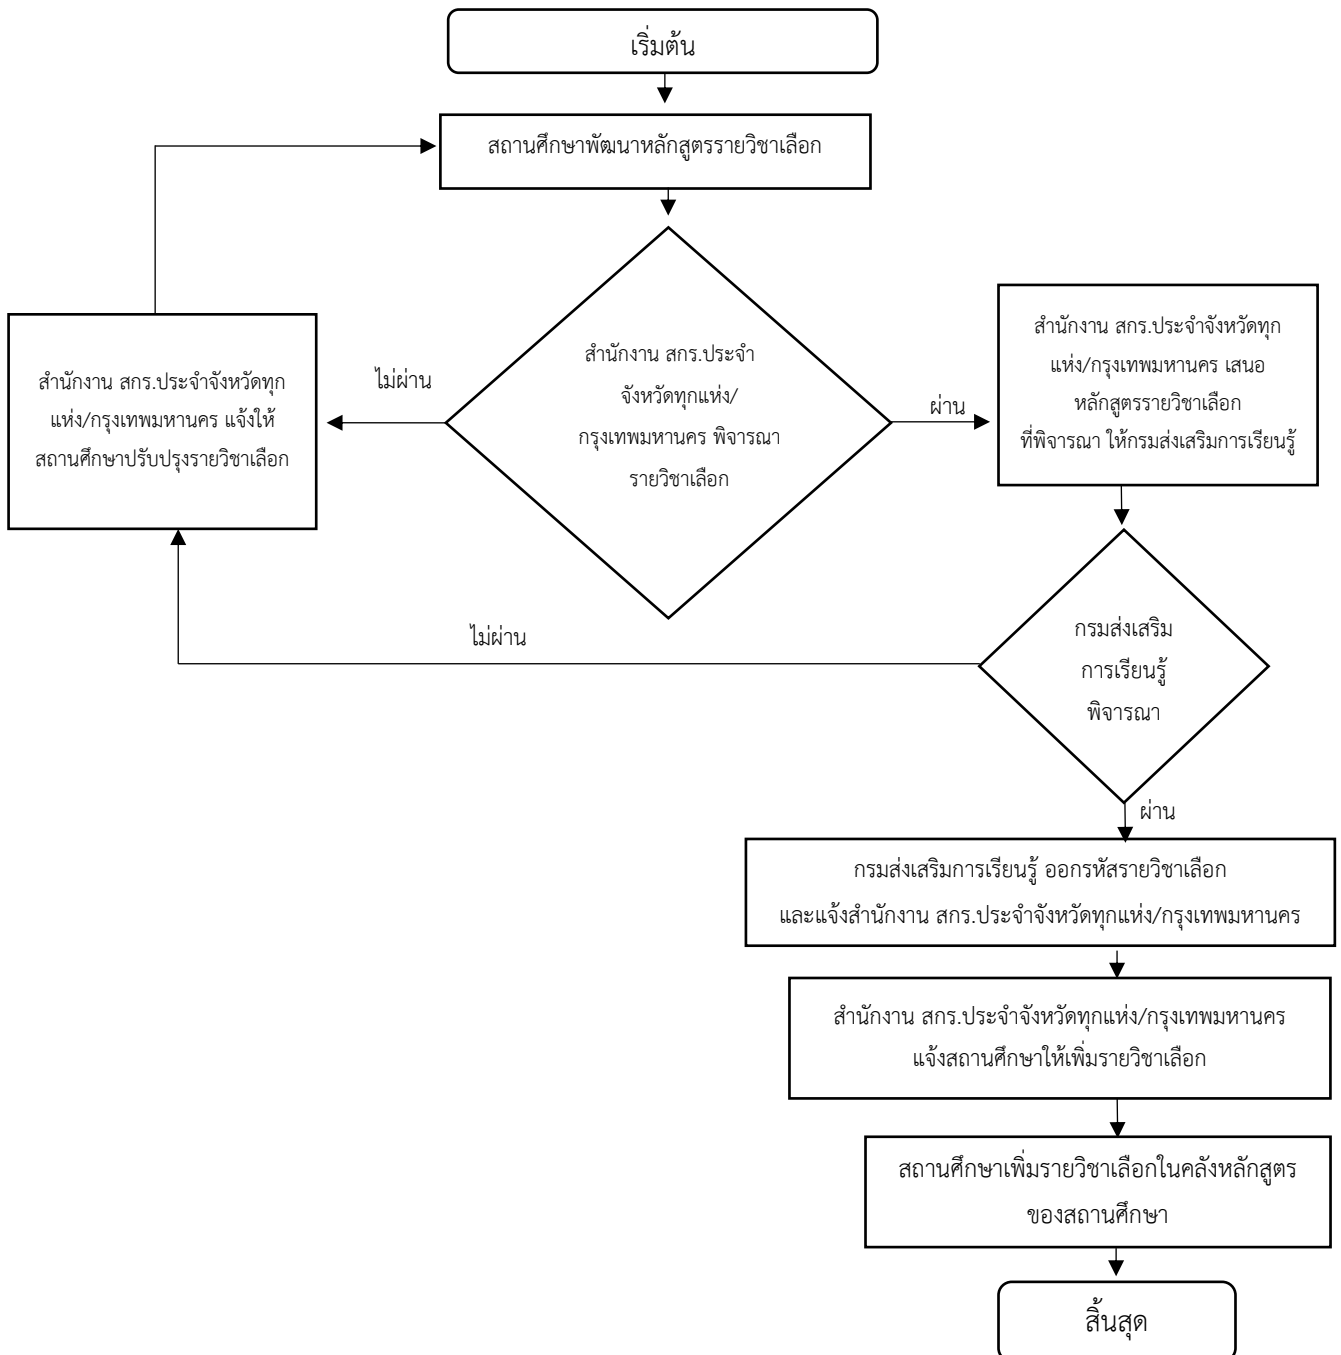 เริ่มต้น
สถานศึกษาพัฒนาหลักสูตรรายวิชาเลือก
สำนักงาน สกร.ประจำ
จังหวัดทุกแห่ง/
กรุงเทพมหานคร พิจารณา
รายวิชาเลือก
ไม่ผ่าน
สำนักงาน สกร.ประจำจังหวัดทุก
แห่ง/กรุงเทพมหานคร แจ้งให้
สถานศึกษาปรับปรุงรายวิชาเลือก
ผ่าน
สำนักงาน สกร.ประจำจังหวัดทุก
แห่ง/กรุงเทพมหานคร เสนอ
หลักสูตรรายวิชาเลือก
ที่พิจารณา ให้กรมส่งเสริมการเรียนรู้
กรมส่งเสริม
การเรียนรู้
พิจารณา
ไม่ผ่าน
ผ่าน
กรมส่งเสริมการเรียนรู้ ออกรหัสรายวิชาเลือก
และแจ้งสำนักงาน สกร.ประจำจังหวัดทุกแห่ง/กรุงเทพมหานคร
สำนักงาน สกร.ประจำจังหวัดทุกแห่ง/กรุงเทพมหานคร
แจ้งสถานศึกษาให้เพิ่มรายวิชาเลือก
สถานศึกษาเพิ่มรายวิชาเลือกในคลังหลักสูตร
ของสถานศึกษา
สิ้นสุด